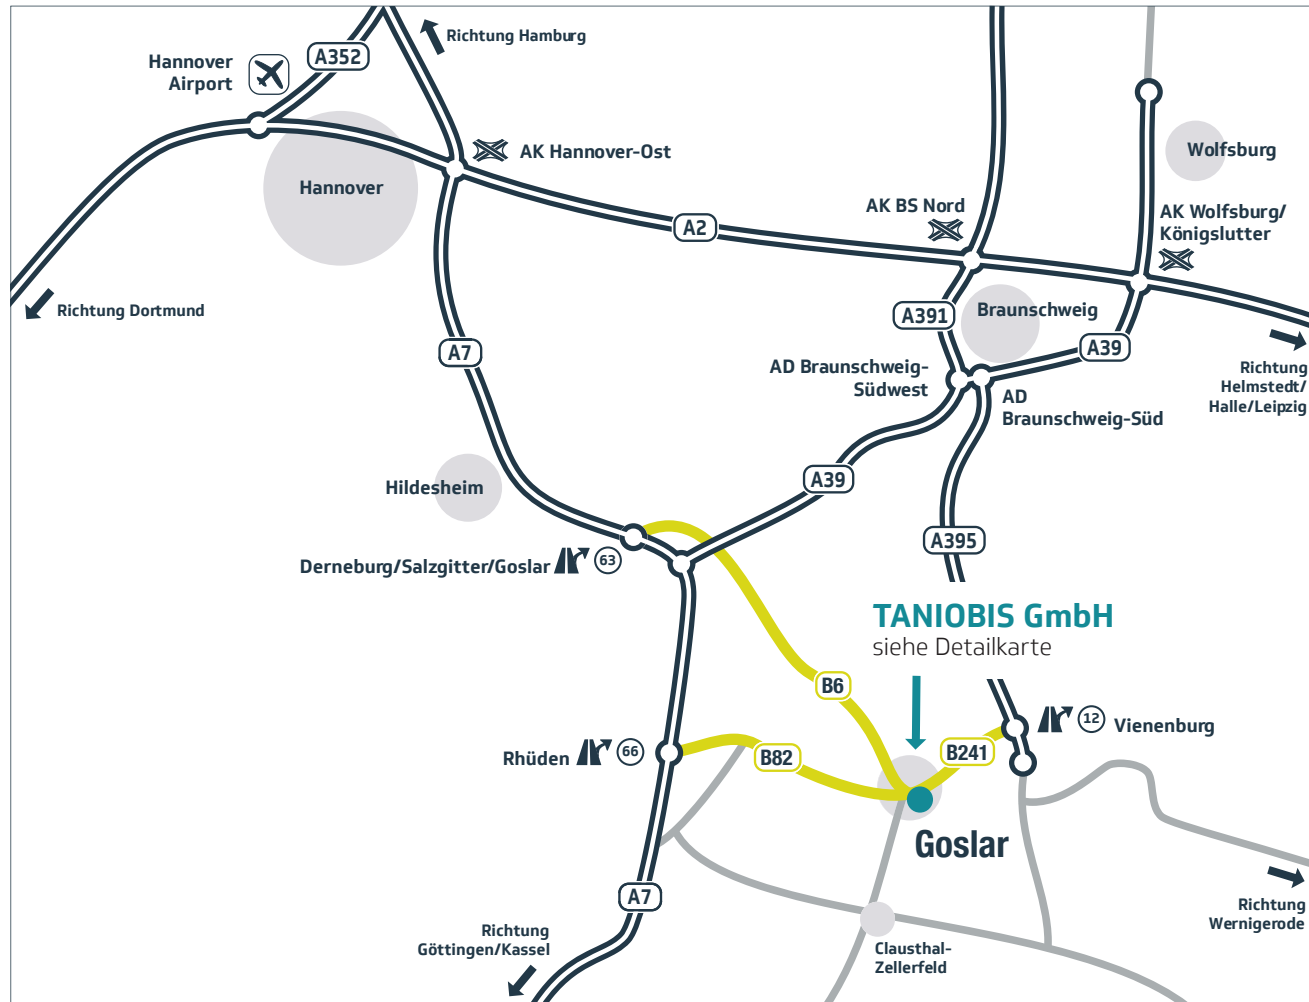 Richtung Hamburg
A352
Hannover
Airport
AK Hannover-Ost
Wolfsburg
Hannover
AK BS Nord
AK Wolfsburg/
Königslutter
A2
Richtung Dortmund
A391
Braunschweig
A7
A39
AD Braunschweig-
Südwest
Richtung
Helmstedt/
Halle/Leipzig
AD
Braunschweig-Süd
Hildesheim
A39
A395
Derneburg/Salzgitter/Goslar
63
TANIOBIS GmbH
siehe Detailkarte
B6
12
Vienenburg
Rhüden
66
B82
B241
Goslar
A7
Richtung
Göttingen/Kassel
Clausthal-
Zellerfeld
Richtung
Wernigerode